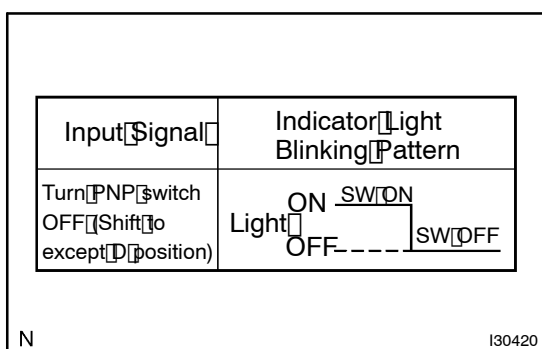 Input Signal
Indicator Light
Blinking Pattern
Turn PNP switch
OFF (Shift to
except D position)
Light
ON
SW ON
OFF
SW OFF
N
I30420